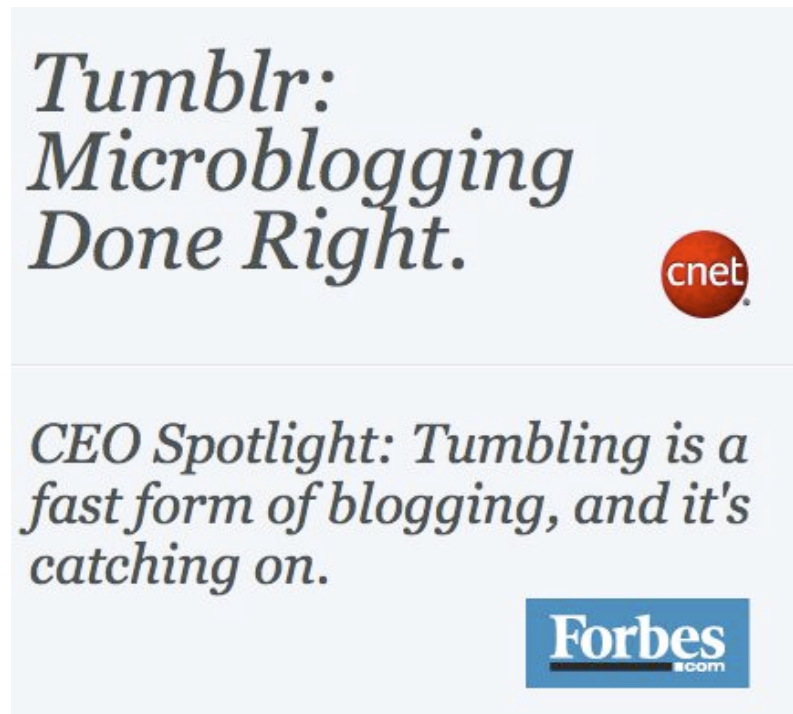 Tumblr:
Microblogging
Done Right.
cnet
CEO Spotlight: Tumbling is a
fast form of blogging, and it's
catching on.
Forbes
.com